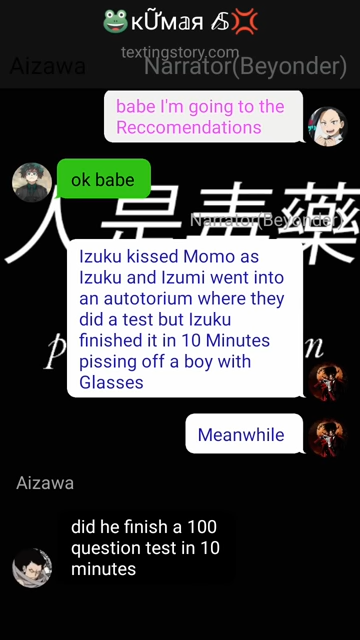 🐸ĸỮмαя 𝓐S💢
textingstory.com
Aizawa
Narrator(Beyonder)
babe I'm going to the
Reccomendations
ok babe
人是毒藥
Narrator(Beyonder)
Izuku kissed Momo as
Izuku and Izumi went into
an autotorium where they
did a test but Izuku
finished it in 10 Minutes
pissing off a boy with
Glasses
Meanwhile
Aizawa
did he finish a 100
question test in 10
minutes